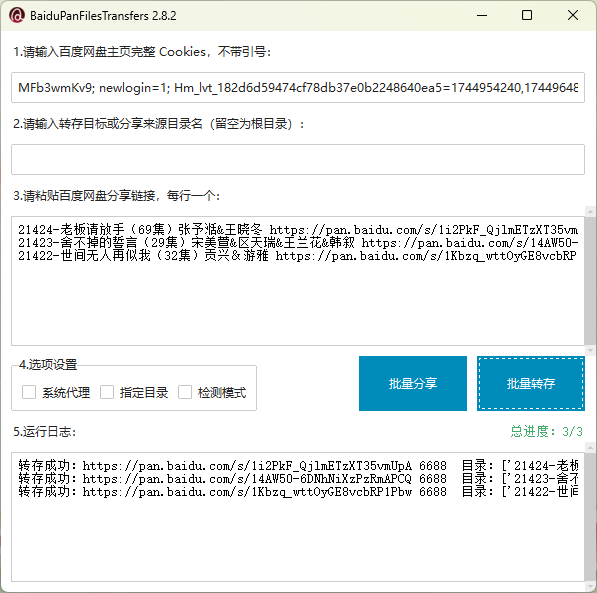 BaiduPanFilesTransfers 2.8.2
1.请输入百度网盘主页完整 Cookies，不带引号：
MFb3wmKv9; newlogin=1; Hm_lvt_182d6d59474cf78db37e0b2248640ea5=1744954240,17449648
2.请输入转存目标或分享来源目录名（留空为根目录）：
3.请粘贴百度网盘分享链接，每行一个：
21424-老板请放手（69集）张予湉&王晓冬 https://pan.baidu.com/s/1i2PkF_QjlmETzXT35vm
21423-舍不掉的誓言（29集）宋美萱&区天瑞&王兰花&韩叙 https://pan.baidu.com/s/14AW5O-
21422-世间无人再似我（32集）贡兴＆游雅 https://pan.baidu.com/s/1Kbzq_wttOyGE8vcbRP
4.选项设置
系统代理 指定目录 检测模式
批量分享 批量转存
5.运行日志： 总进度：3/3
转存成功：https://pan.baidu.com/s/1i2PkF_QjlmETzXT35vmUpA 6688 目录：['21424-老板
转存成功：https://pan.baidu.com/s/14AW5O-6DNhNiXzPzRmAPCQ 6688 目录：['21423-舍不
转存成功：https://pan.baidu.com/s/1Kbzq_wttOyGE8vcbRP1Pbw 6688 目录：['21422-世间